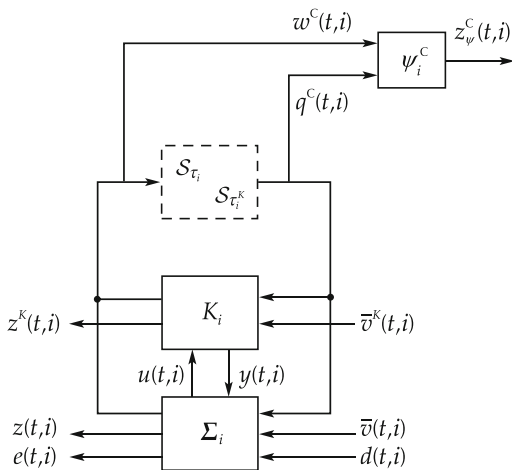 w^C(t,i)
z_ψ^C(t,i)
ψ_i^C
q^C(t,i)
𝒮_{τ_i}
𝒮_{τ_i^K}
K_i
z^K(t,i)
v̅^K(t,i)
u(t,i)
y(t,i)
z(t,i)
Σ_i
v̅(t,i)
e(t,i)
d(t,i)